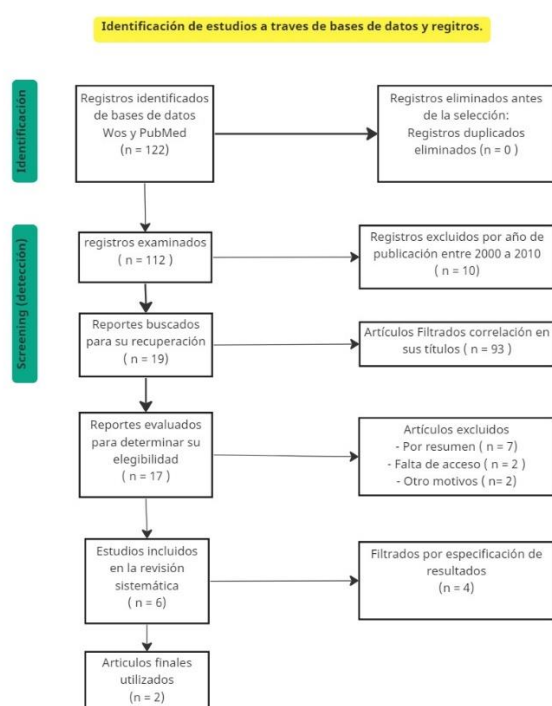 Identificación de estudios a traves de bases de datos y regitros.
Identificación
Registros identificados
de bases de datos
Wos y PubMed
(n = 122)
Registros eliminados antes
de la selección:
Registros duplicados
eliminados (n = 0 )
Screening (detección)
registros examinados
( n = 112 )
Registros excluidos por año de
publicación entre 2000 a 2010
( n = 10)
Reportes buscados
para su recuperación
( n = 19)
Artículos Filtrados correlación en
sus títulos ( n = 93 )
Reportes evaluados
para determinar su
elegebilidad
( n = 17 )
Artículos excluidos
- Por resumen ( n = 7)
- Falta de acceso ( n = 2 )
- Otro motivos ( n= 2)
Estudios incluidos
en la revisión
sistemática
( n = 6)
Filtrados por especificación de
resultados
(n = 4)
Articulos finales
utilizados
(n = 2)